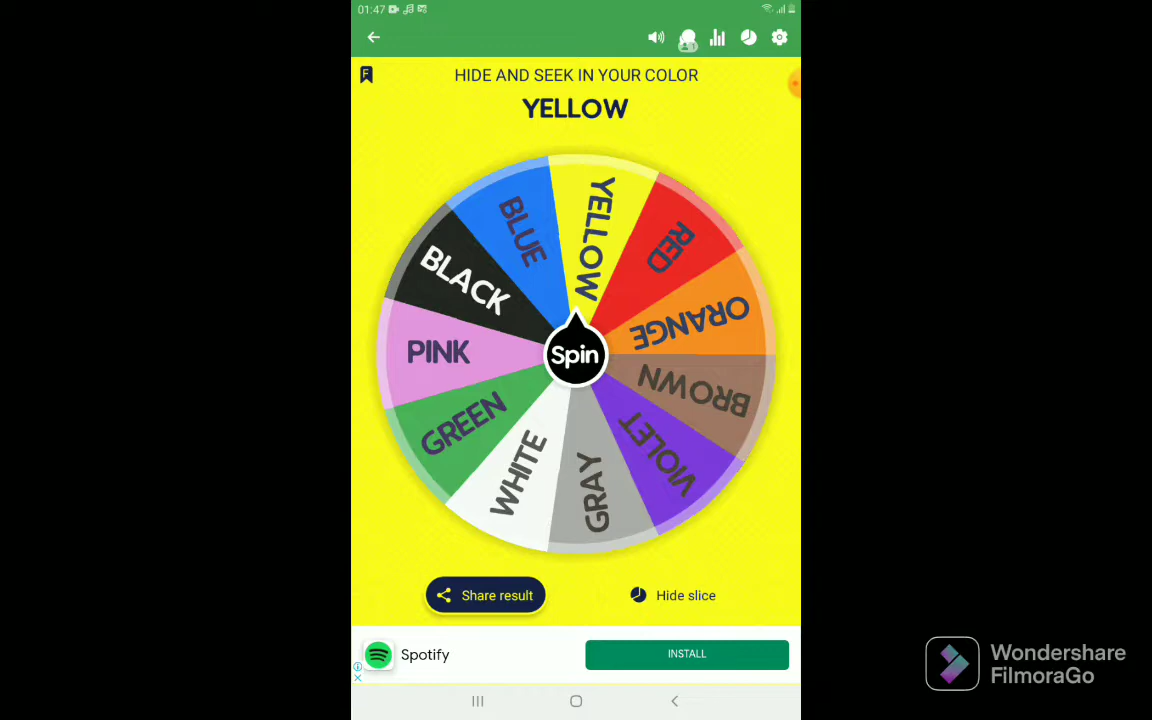 01:47
HIDE AND SEEK IN YOUR COLOR
YELLOW
YELLOW
RED
ORANGE
BROWN
VIOLET
GRAY
WHITE
GREEN
PINK
BLACK
BLUE
Spin
Share result
Hide slice
Spotify
INSTALL
Wondershare
FilmoraGo